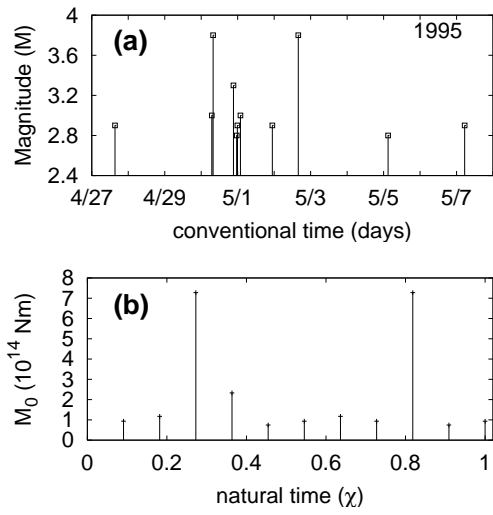 (a)
1995
Magnitude (M)
4
3.6
3.2
2.8
2.4
4/27 4/29 5/1 5/3 5/5 5/7
conventional time (days)
(b)
M0 (10^14 Nm)
8
7
6
5
4
3
2
1
0
0 0.2 0.4 0.6 0.8 1
natural time (χ)